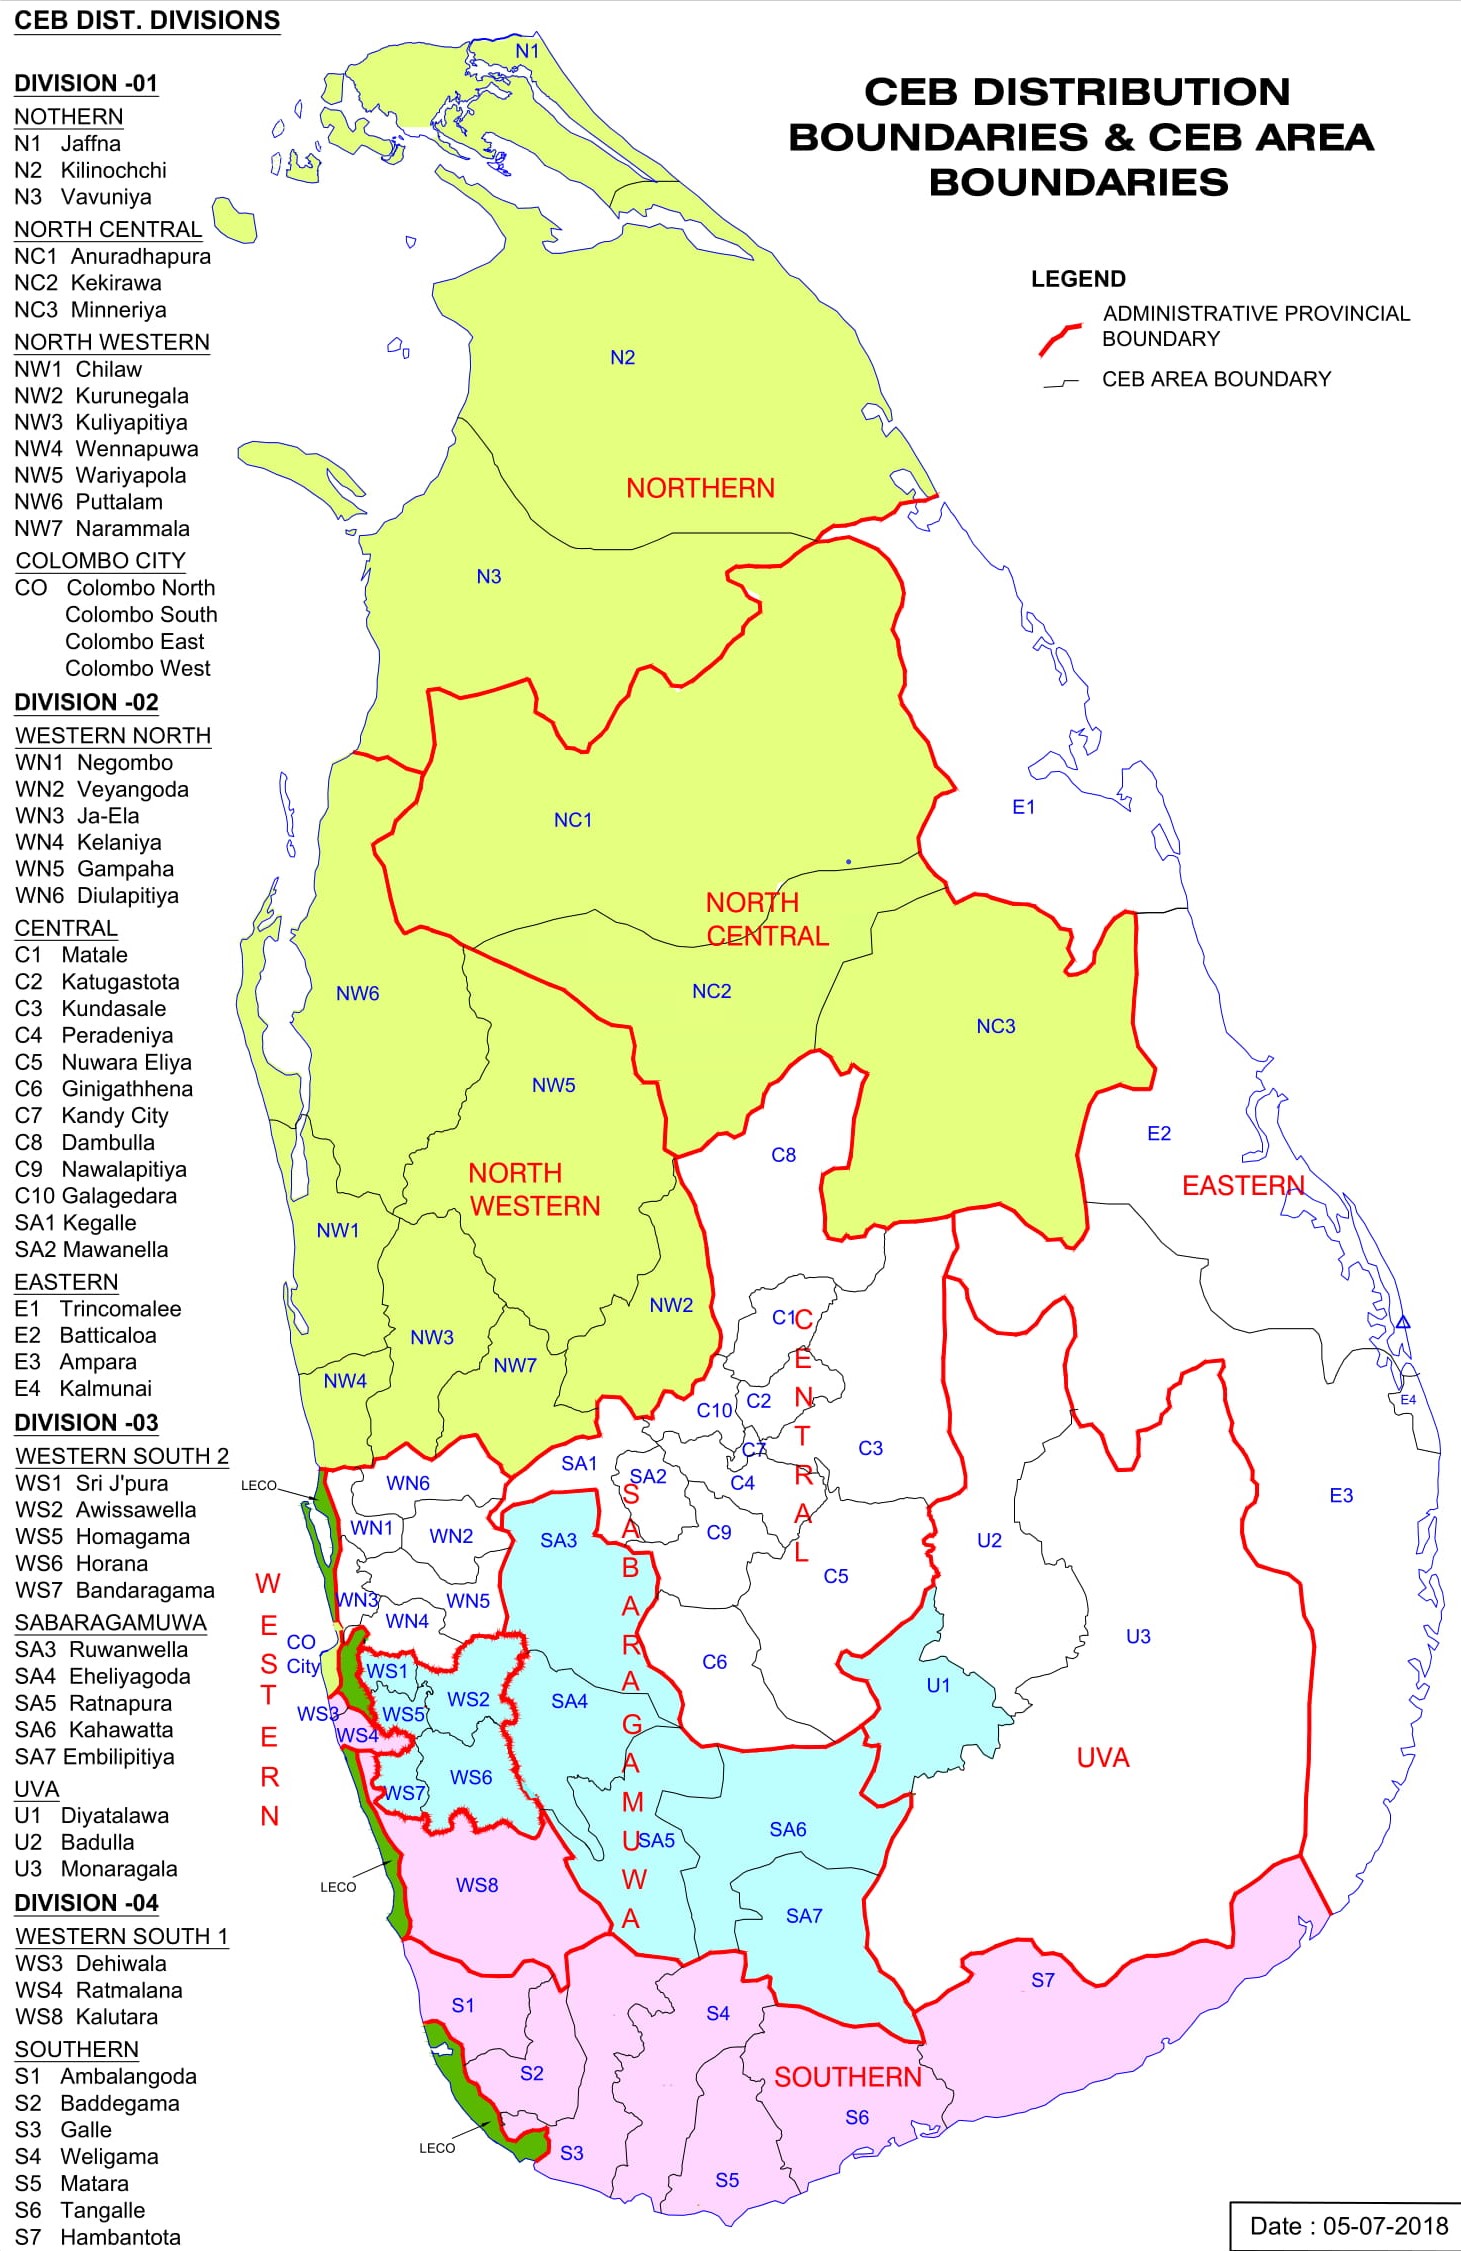 CEB DIST. DIVISIONS
DIVISION -01
NOTHERN
N1 Jaffna
N2 Kilinochchi
N3 Vavuniya
NORTH CENTRAL
NC1 Anuradhapura
NC2 Kekirawa
NC3 Minneriya
NORTH WESTERN
NW1 Chilaw
NW2 Kurunegala
NW3 Kuliyapitiya
NW4 Wennapuwa
NW5 Wariyapola
NW6 Puttalam
NW7 Narammala
COLOMBO CITY
CO Colombo North
Colombo South
Colombo East
Colombo West
DIVISION -02
WESTERN NORTH
WN1 Negombo
WN2 Veyangoda
WN3 Ja-Ela
WN4 Kelaniya
WN5 Gampaha
WN6 Diulapitiya
CENTRAL
C1 Matale
C2 Katugastota
C3 Kundasale
C4 Peradeniya
C5 Nuwara Eliya
C6 Ginigathhena
C7 Kandy City
C8 Dambulla
C9 Nawalapitiya
C10 Galagedara
SA1 Kegalle
SA2 Mawanella
EASTERN
E1 Trincomalee
E2 Batticaloa
E3 Ampara
E4 Kalmunai
DIVISION -03
WESTERN SOUTH 2
WS1 Sri J'pura
WS2 Awissawella
WS5 Homagama
WS6 Horana
WS7 Bandaragama
SABARAGAMUWA
SA3 Ruwanwella
SA4 Eheliyagoda
SA5 Ratnapura
SA6 Kahawatta
SA7 Embilipitiya
UVA
U1 Diyatalawa
U2 Badulla
U3 Monaragala
DIVISION -04
WESTERN SOUTH 1
WS3 Dehiwala
WS4 Ratmalana
WS8 Kalutara
SOUTHERN
S1 Ambalangoda
S2 Baddegama
S3 Galle
S4 Weligama
S5 Matara
S6 Tangalle
S7 Hambantota
CEB DISTRIBUTION
BOUNDARIES & CEB AREA
BOUNDARIES
LEGEND
ADMINISTRATIVE PROVINCIAL
BOUNDARY
CEB AREA BOUNDARY
N1
N2
NORTHERN
N3
NC1
E1
NORTH
CENTRAL
NC2
NW6
NC3
NW5
E2
C8
NORTH
WESTERN
EASTERN
NW1
NW2
C1
NW3
NW7
NW4
E4
C2
C10
C3
C7
CENTRAL
SA1
SA2
C4
WN6
LECO
E3
WN1
WN2
C9
SA3
U2
C5
WESTERN
SABARAGAMUWA
WN3
WN5
WN4
U3
CO
City
C6
WS1
U1
WS2
SA4
WS3
WS5
WS4
UVA
WS6
WS7
SA6
SA5
LECO
WS8
SA7
S7
S1
S4
S2
SOUTHERN
S6
LECO
S3
S5
Date : 05-07-2018